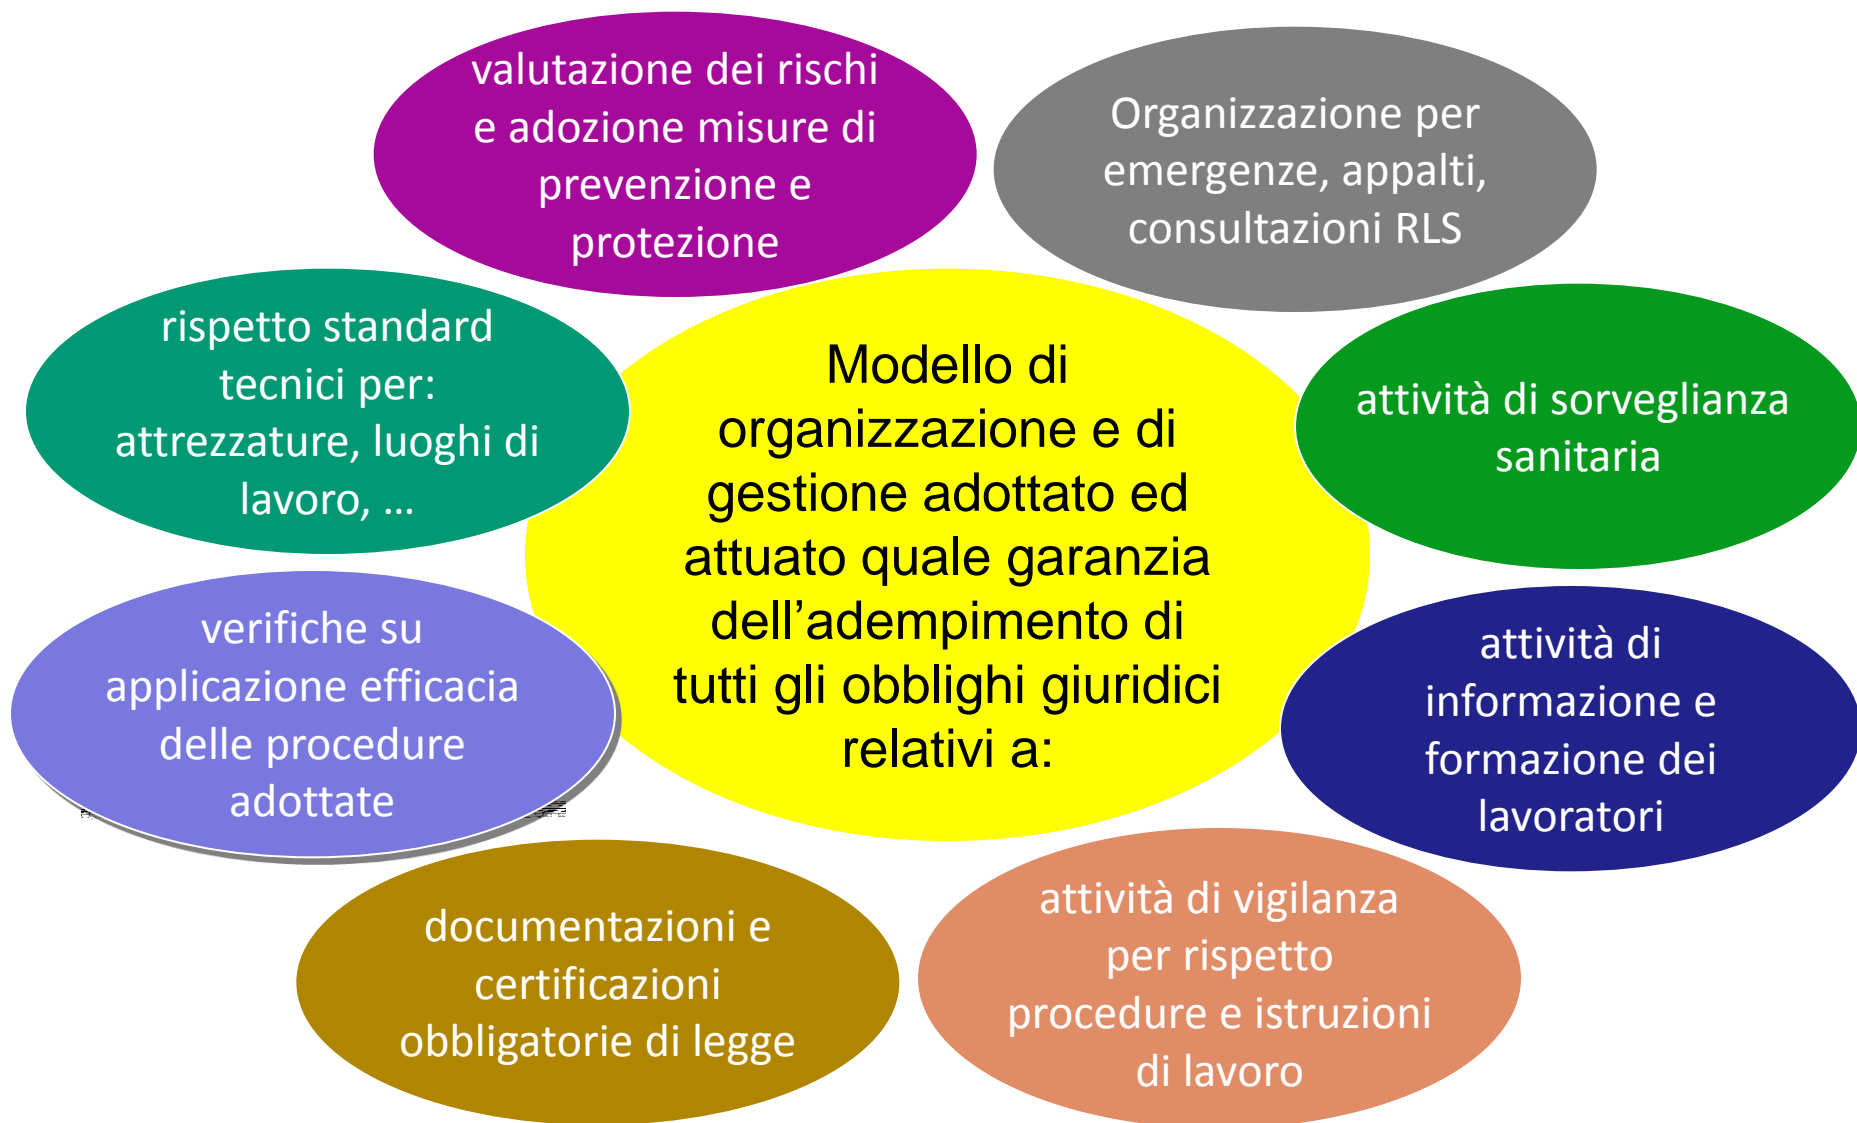 valutazione dei rischi
e adozione misure di
prevenzione e
protezione
Organizzazione per
emergenze, appalti,
consultazioni RLS
rispetto standard
tecnici per:
attrezzature, luoghi di
lavoro, ...
Modello di
organizzazione e di
gestione adottato ed
attuato quale garanzia
dell'adempimento di
tutti gli obblighi giuridici
relativi a:
attività di sorveglianza
sanitaria
verifiche su
applicazione efficacia
delle procedure
adottate
attività di
informazione e
formazione dei
lavoratori
documentazioni e
certificazioni
obbligatorie di legge
attività di vigilanza
per rispetto
procedure e istruzioni
di lavoro